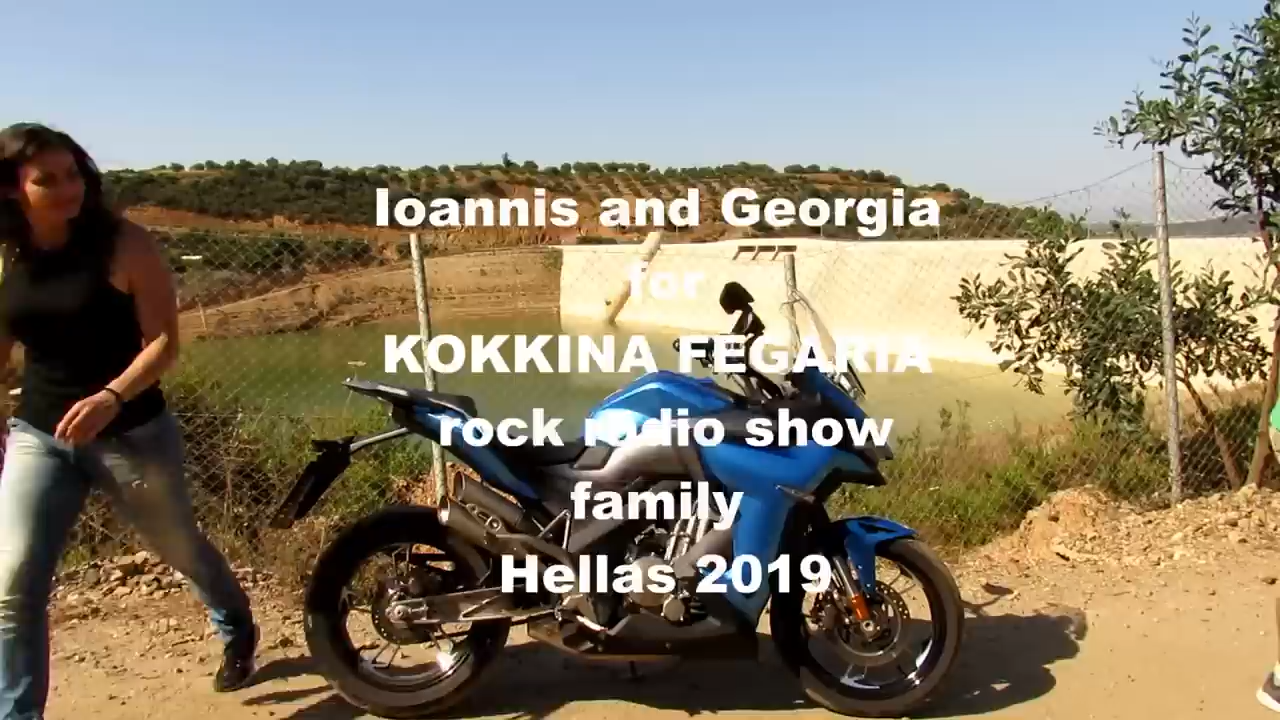 Ioannis and Georgia
for
KOKKINA FEGARIA
rock radio show
family
Hellas 2019